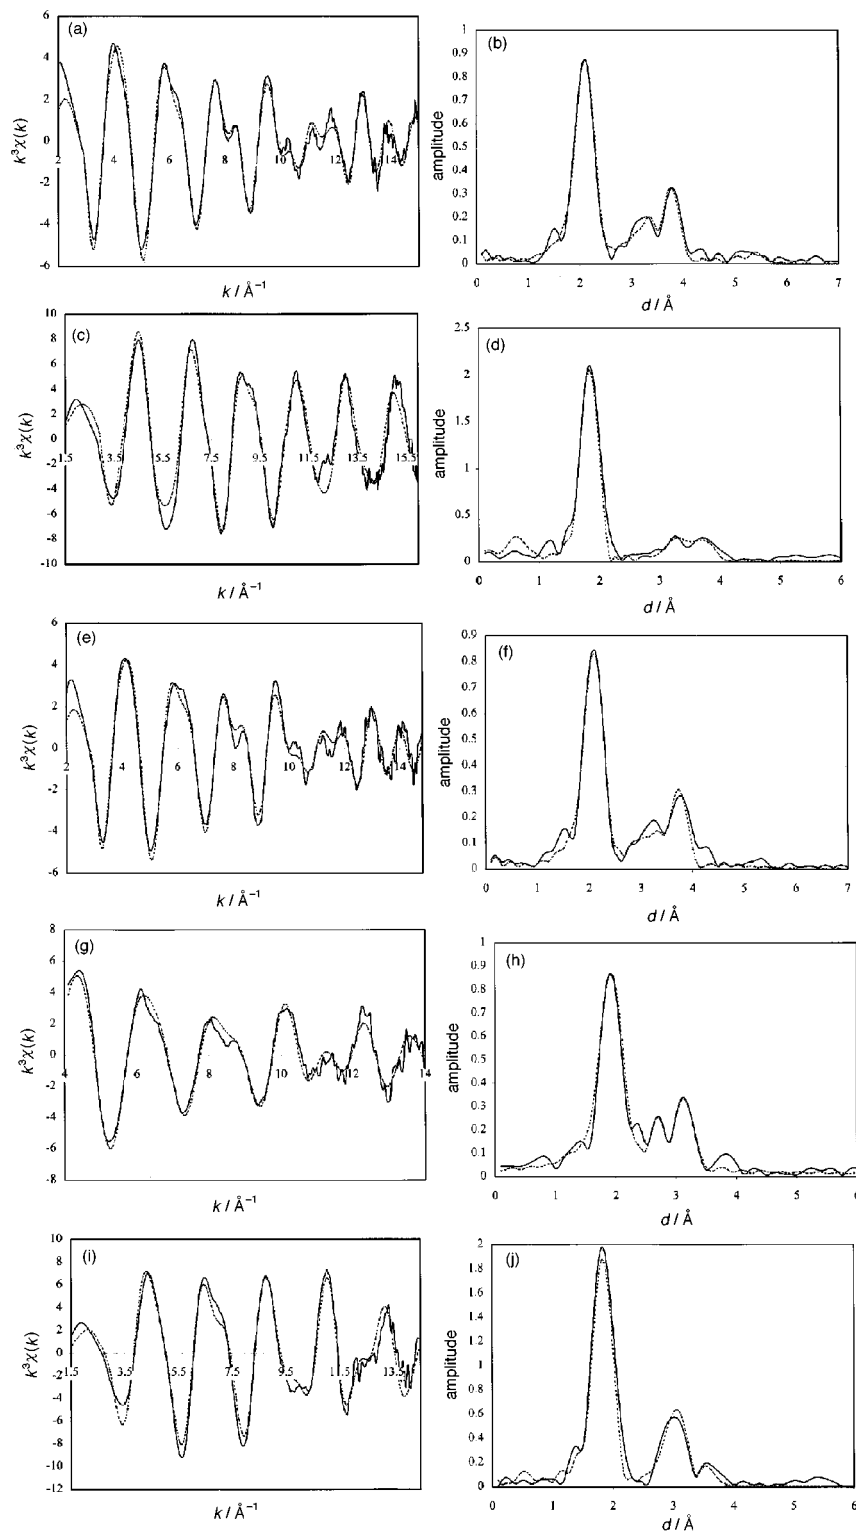 (a)
6
4
2
0
-2
-4
-6
2 4 6 8 10 12 14
k³χ(k)
k / Å⁻¹
(b)
1
0.9
0.8
0.7
0.6
0.5
0.4
0.3
0.2
0.1
0
0 1 2 3 4 5 6 7
amplitude
d / Å
(c)
10
8
6
4
2
0
-2
-4
-6
-8
-10
1.5 3.5 5.5 7.5 9.5 11.5 13.5 15.5
k³χ(k)
k / Å⁻¹
(d)
2.5
2
1.5
1
0.5
0
0 1 2 3 4 5 6
amplitude
d / Å
(e)
6
4
2
0
-2
-4
-6
2 4 6 8 10 12 14
k³χ(k)
k / Å⁻¹
(f)
0.9
0.8
0.7
0.6
0.5
0.4
0.3
0.2
0.1
0
0 1 2 3 4 5 6 7
amplitude
d / Å
(g)
8
6
4
2
0
-2
-4
-6
-8
4 6 8 10 12 14
k³χ(k)
k / Å⁻¹
(h)
1
0.9
0.8
0.7
0.6
0.5
0.4
0.3
0.2
0.1
0
0 1 2 3 4 5 6
amplitude
d / Å
(i)
10
8
6
4
2
0
-2
-4
-6
-8
-10
-12
1.5 3.5 5.5 7.5 9.5 11.5 13.5
k³χ(k)
k / Å⁻¹
(j)
2
1.8
1.6
1.4
1.2
1
0.8
0.6
0.4
0.2
0
0 1 2 3 4 5 6
amplitude
d / Å